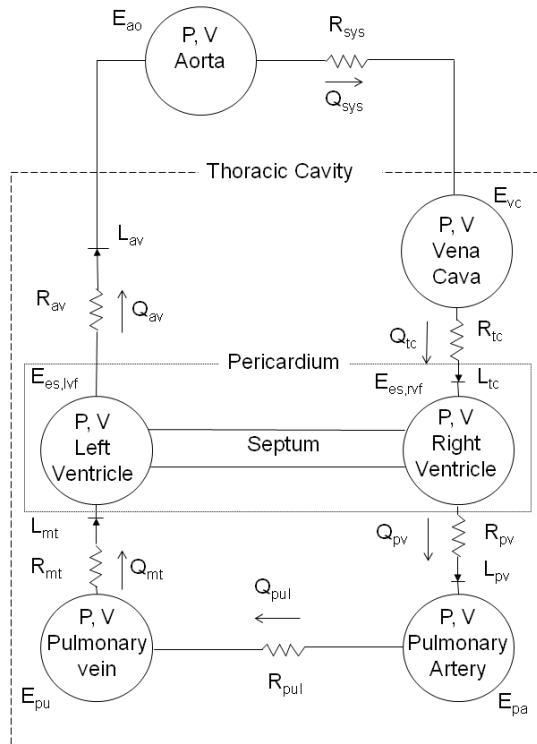 E_ao
P, V
Aorta
R_sys
Q_sys
Thoracic Cavity
E_vc
P, V
Vena
Cava
L_av
R_av
Q_av
Q_tc
R_tc
Pericardium
E_es,lvf
E_es,rvf
L_tc
P, V
Left
Ventricle
Septum
P, V
Right
Ventricle
L_mt
R_mt
Q_mt
Q_pv
R_pv
L_pv
Q_pul
P, V
Pulmonary
vein
R_pul
P, V
Pulmonary
Artery
E_pu
E_pa